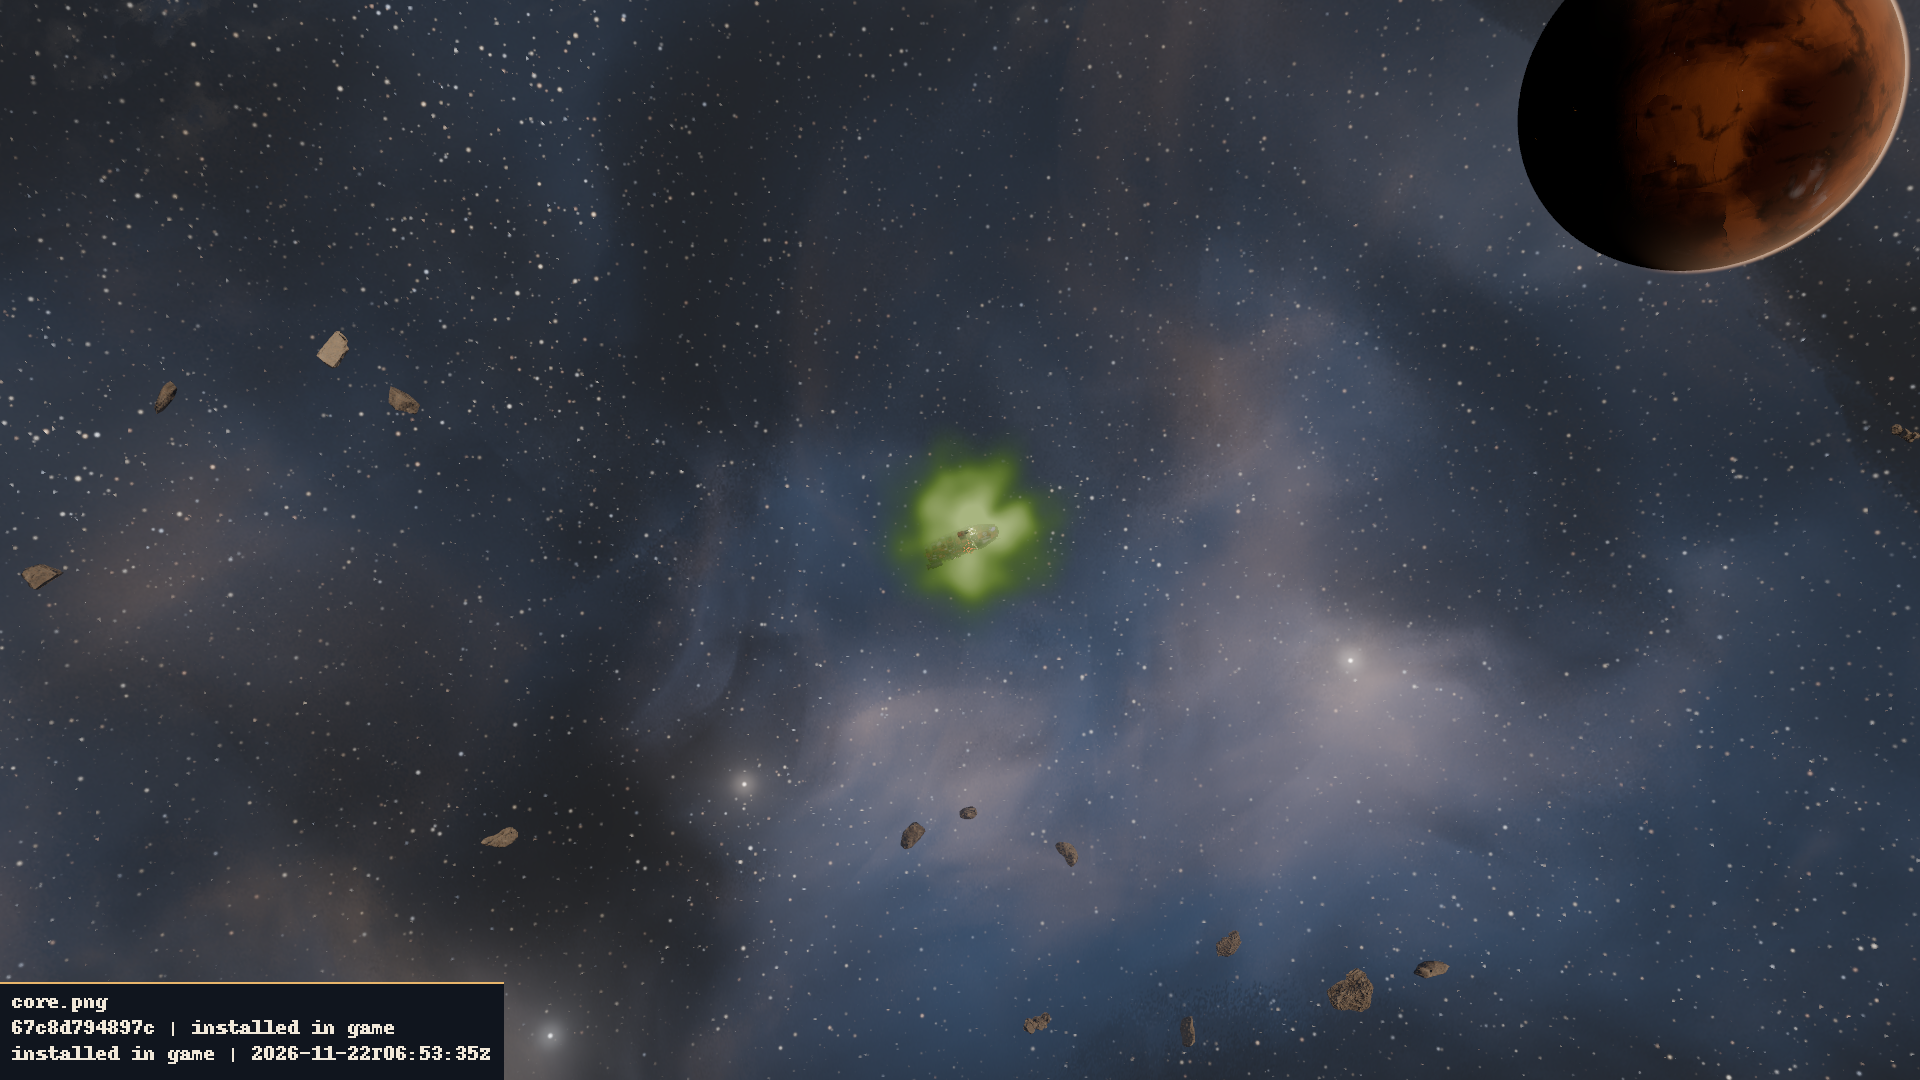 core.png
67c8d794897c | installed in game
installed in game | 2026-11-22T06:53:35Z